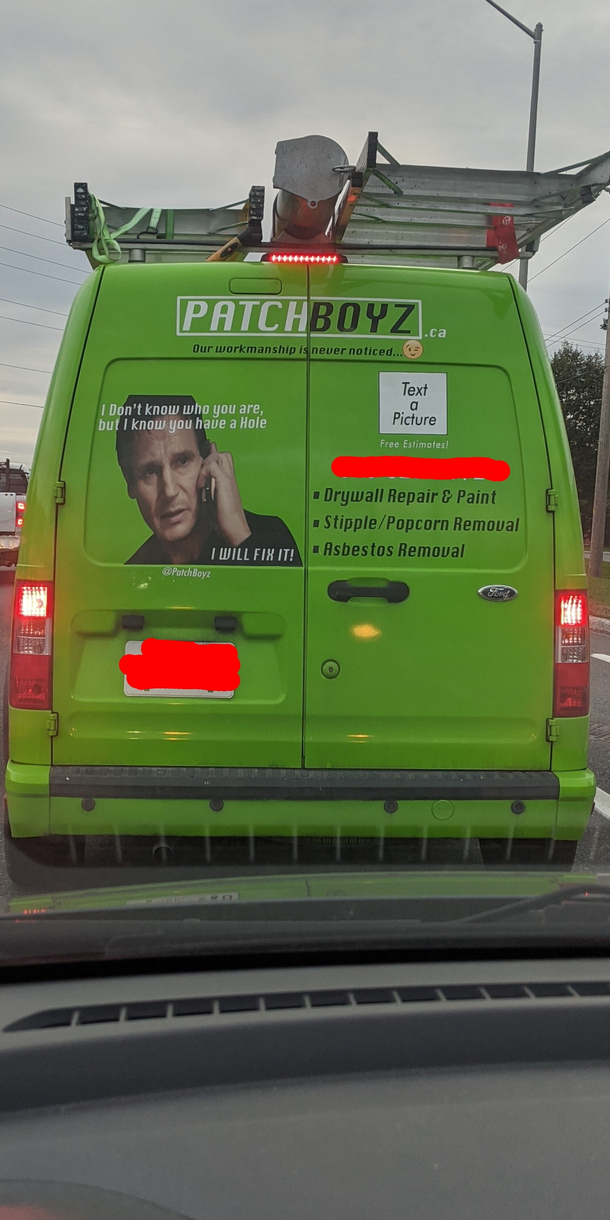 PATCHBOYZ.ca
Our workmanship is never noticed...
I Don't know who you are,
but I know you have a Hole
I WILL FIX IT!
@PatchBoyz
Text
a
Picture
Free Estimates!
▪ Drywall Repair & Paint
▪ Stipple/Popcorn Removal
▪ Asbestos Removal
Ford